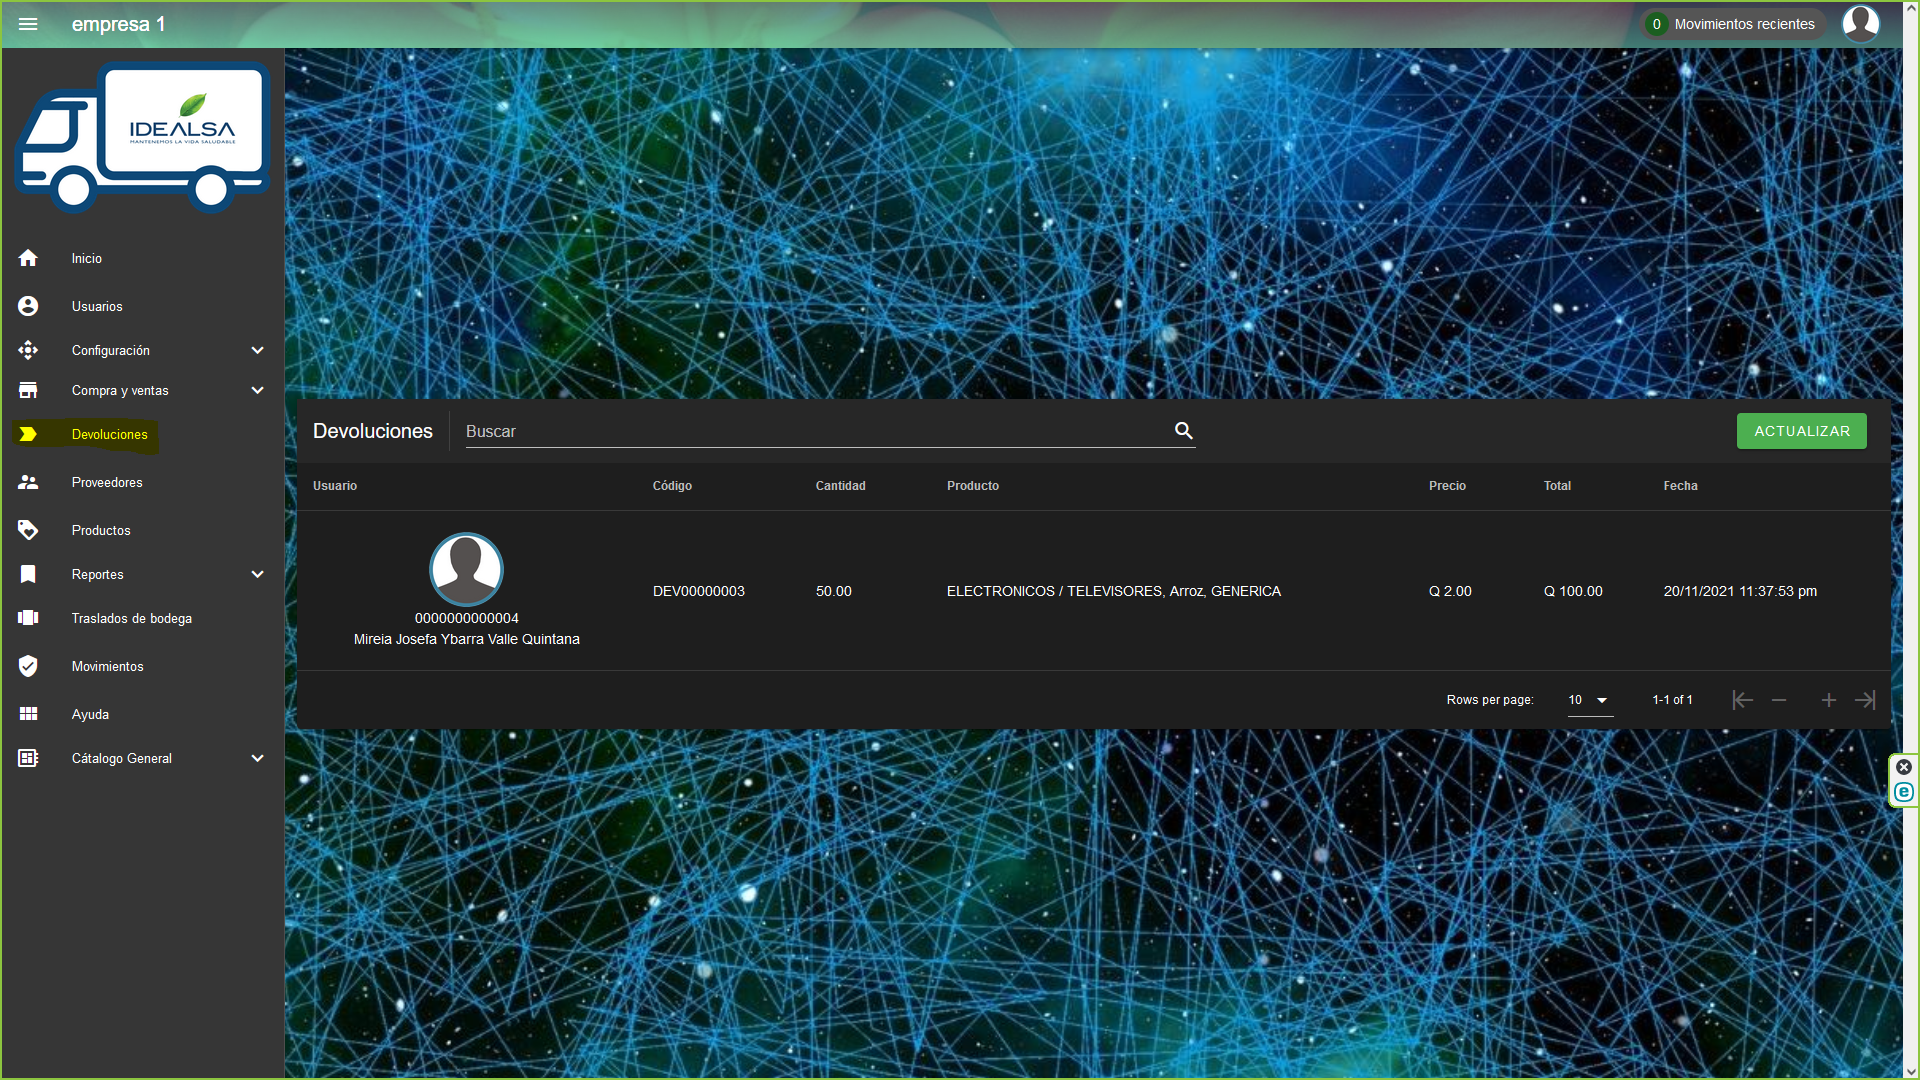 empresa 1
0 Movimientos recientes
IDEALSA
MANTENEMOS LA VIDA SALUDABLE
Inicio
Usuarios
Configuración
Compra y ventas
Devoluciones
Proveedores
Productos
Reportes
Traslados de bodega
Movimientos
Ayuda
Cátalogo General
Devoluciones
Buscar
ACTUALIZAR
Usuario Código Cantidad Producto Precio Total Fecha
0000000000004
Mireia Josefa Ybarra Valle Quintana
DEV00000003 50.00 ELECTRONICOS / TELEVISORES, Arroz, GENERICA Q 2.00 Q 100.00 20/11/2021 11:37:53 pm
Rows per page: 10 1-1 of 1